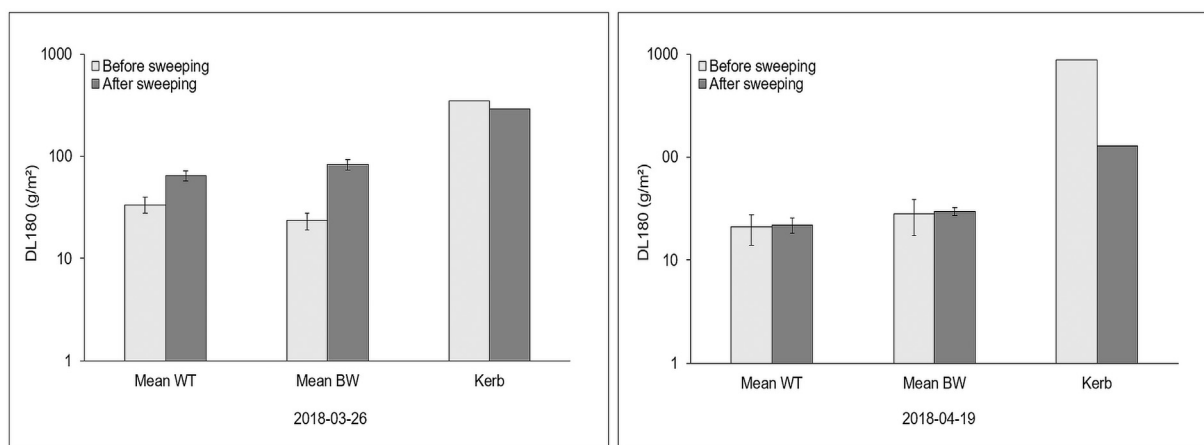 1000
Before sweeping
After sweeping
100
10
1
DL180 (g/m²)
Mean WT
Mean BW
Kerb
2018-03-26
1000
Before sweeping
After sweeping
00
10
1
DL180 (g/m²)
Mean WT
Mean BW
Kerb
2018-04-19